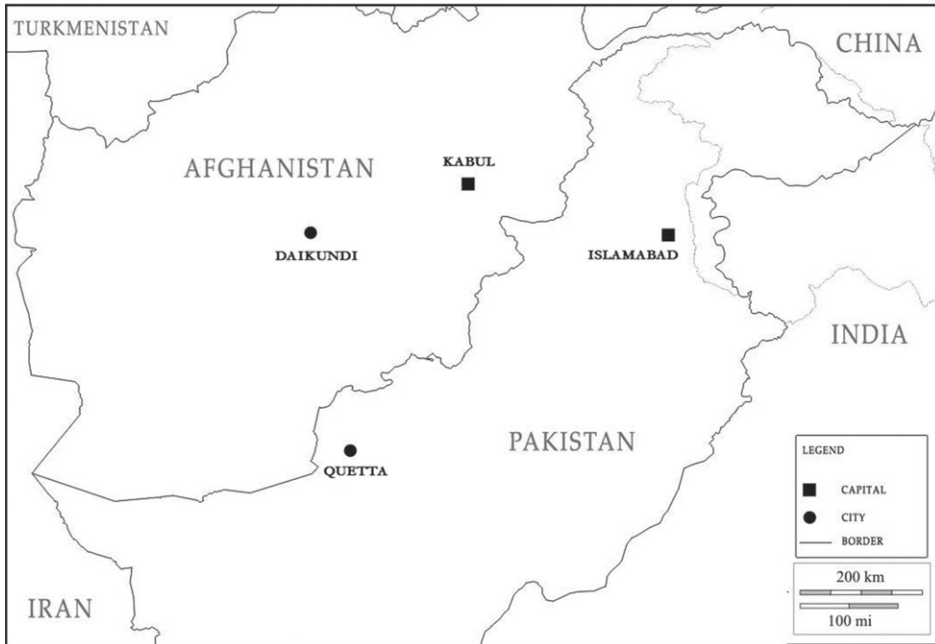 TURKMENISTAN
CHINA
KABUL
AFGHANISTAN
DAIKUNDI
ISLAMABAD
INDIA
PAKISTAN
QUETTA
LEGEND
CAPITAL
CITY
BORDER
200 km
100 mi
IRAN